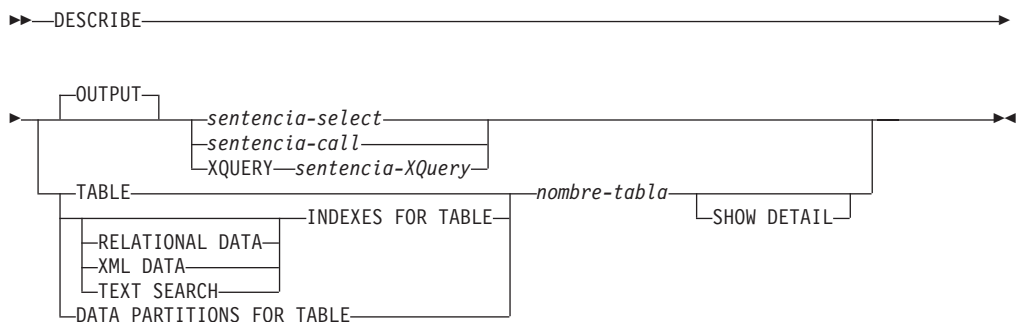 DESCRIBE
OUTPUT
sentencia-select
sentencia-call
XQUERY sentencia-XQuery
TABLE nombre-tabla
INDEXES FOR TABLE SHOW DETAIL
RELATIONAL DATA
XML DATA
TEXT SEARCH
DATA PARTITIONS FOR TABLE